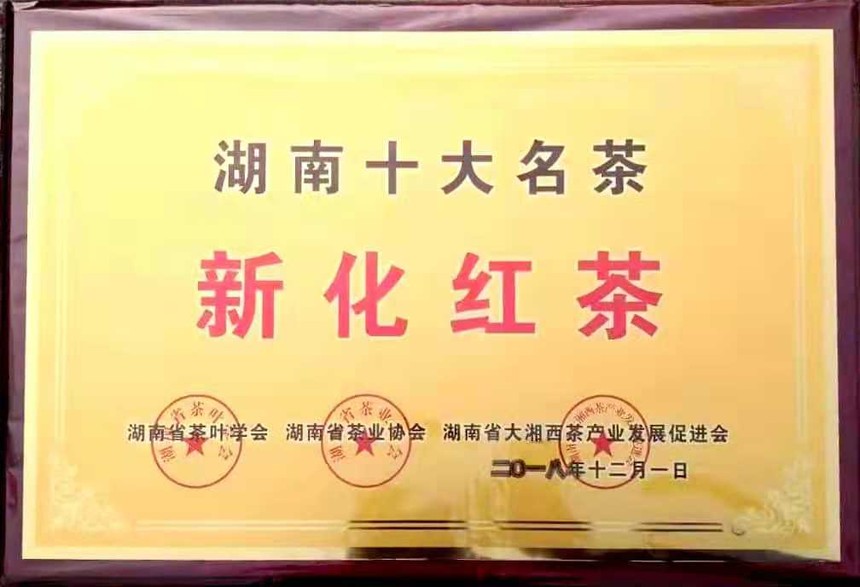 湖南十大名茶
新化红茶
湖南省茶叶学会 湖南省茶业协会 湖南省大湘西茶产业发展促进会
二〇一八年十二月一日